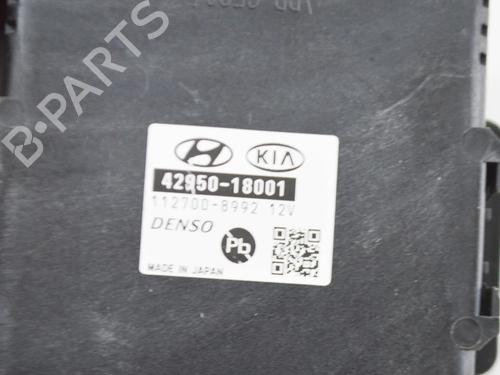 KIA
42950-18001
112700-8992 12V
DENSO
Pb
MADE IN JAPAN
B-PARTS